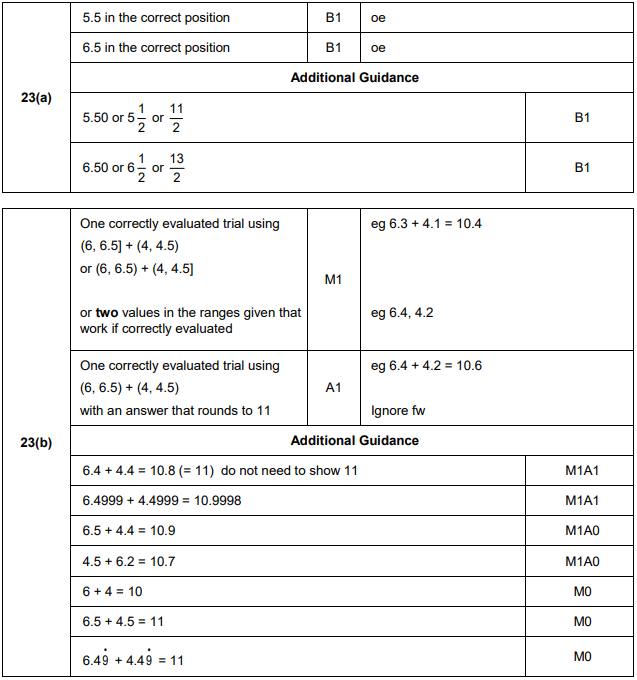 23(a)
5.5 in the correct position B1 oe
6.5 in the correct position B1 oe
Additional Guidance
5.50 or 5 1/2 or 11/2 B1
6.50 or 6 1/2 or 13/2 B1
23(b)
One correctly evaluated trial using
(6, 6.5] + (4, 4.5)
or (6, 6.5) + (4, 4.5]
or two values in the ranges given that
work if correctly evaluated
M1
eg 6.3 + 4.1 = 10.4
eg 6.4, 4.2
One correctly evaluated trial using
(6, 6.5) + (4, 4.5)
with an answer that rounds to 11
A1
eg 6.4 + 4.2 = 10.6
Ignore fw
Additional Guidance
6.4 + 4.4 = 10.8 (= 11) do not need to show 11 M1A1
6.4999 + 4.4999 = 10.9998 M1A1
6.5 + 4.4 = 10.9 M1A0
4.5 + 6.2 = 10.7 M1A0
6 + 4 = 10 M0
6.5 + 4.5 = 11 M0
6.49̇ + 4.49̇ = 11 M0